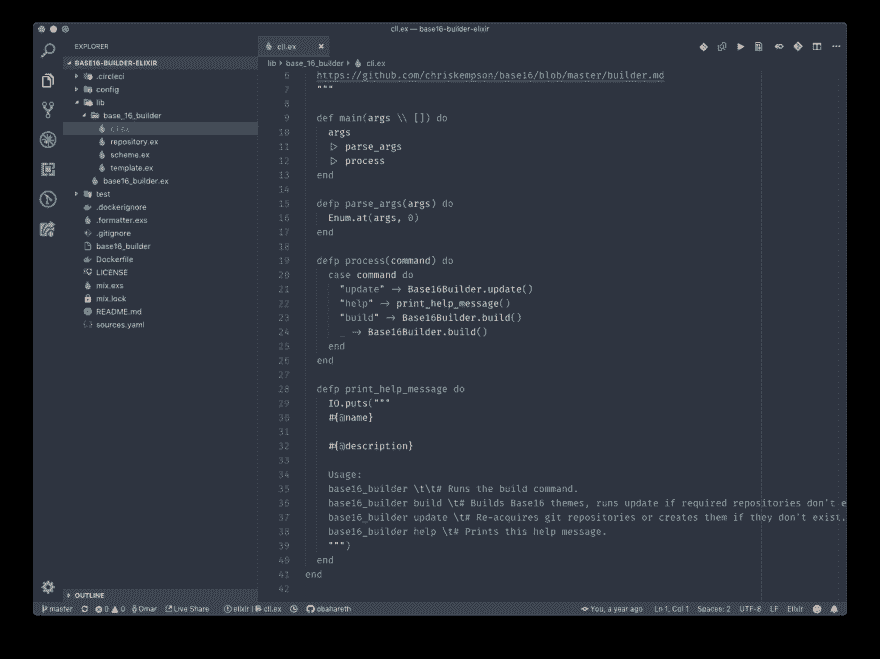 cli.ex — base16-builder-elixir
EXPLORER
BASE16-BUILDER-ELIXIR
.circleci
config
lib
base_16_builder
cli.ex
repository.ex
scheme.ex
template.ex
base16_builder.ex
test
.dockerignore
.formatter.exs
.gitignore
base16_builder
Dockerfile
LICENSE
mix.exs
mix.lock
README.md
sources.yaml
OUTLINE
cli.ex ×
lib › base_16_builder › cli.ex
6 https://github.com/chriskempson/base16/blob/master/builder.md
7 """
8
9 def main(args \\ []) do
10 args
11 |> parse_args
12 |> process
13 end
14
15 defp parse_args(args) do
16 Enum.at(args, 0)
17 end
18
19 defp process(command) do
20 case command do
21 "update" -> Base16Builder.update()
22 "help" -> print_help_message()
23 "build" -> Base16Builder.build()
24 _ -> Base16Builder.build()
25 end
26 end
27
28 defp print_help_message do
29 IO.puts("""
30 #{@name}
31
32 #{@description}
33
34 Usage:
35 base16_builder \t\t# Runs the build command.
36 base16_builder build \t# Builds Base16 themes, runs update if required repositories don't e
37 base16_builder update \t# Re-acquires git repositories or creates them if they don't exist.
38 base16_builder help \t# Prints this help message.
39 """)
40 end
41 end
42
master 0 0 Omar Live Share elixir | cli.ex obahareth You, a year ago Ln 1, Col 1 Spaces: 2 UTF-8 LF Elixir